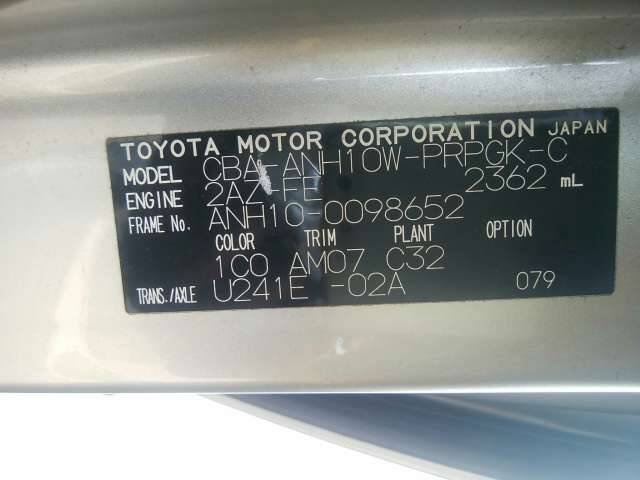 TOYOTA MOTOR CORPORATION JAPAN
MODEL CBA-ANH10W-PRPGK-C
ENGINE 2AZ-FE 2362 mL
FRAME No. ANH10-0098652
COLOR TRIM PLANT OPTION
1C0 AM07 C32
TRANS./AXLE U241E -02A 079